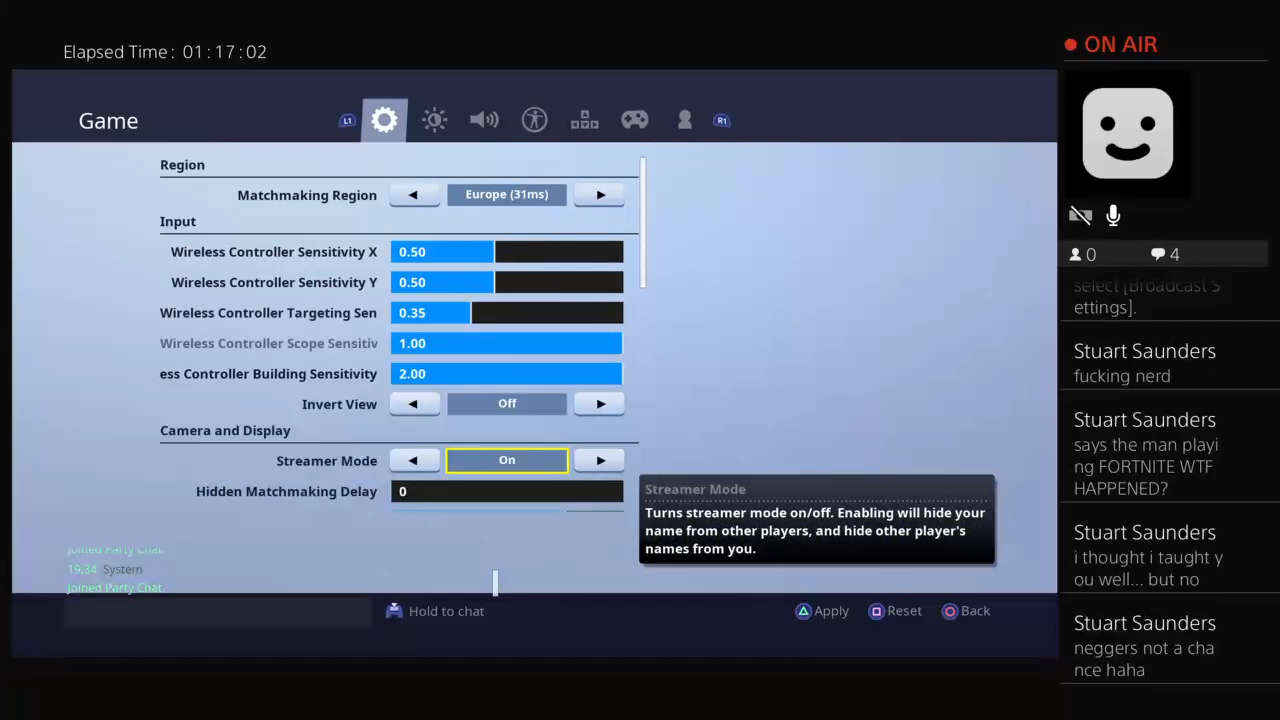 Elapsed Time: 01:17:02
ON AIR
Game
L1
R1
Region
Matchmaking Region
Europe (31ms)
Input
Wireless Controller Sensitivity X
0.50
Wireless Controller Sensitivity Y
0.50
Wireless Controller Targeting Sen
0.35
Wireless Controller Scope Sensitiv
1.00
ess Controller Building Sensitivity
2.00
Invert View
Off
Camera and Display
Streamer Mode
On
Hidden Matchmaking Delay
0
Streamer Mode
Turns streamer mode on/off. Enabling will hide your
name from other players, and hide other player's
names from you.
Joined Party Chat.
19.34 System
Joined Party Chat.
Hold to chat
Apply
Reset
Back
0
4
select [Broadcast S
ettings].
Stuart Saunders
fucking nerd
Stuart Saunders
says the man playi
ng FORTNITE WTF
HAPPENED?
Stuart Saunders
i thought i taught y
ou well... but no
Stuart Saunders
neggers not a cha
nce haha